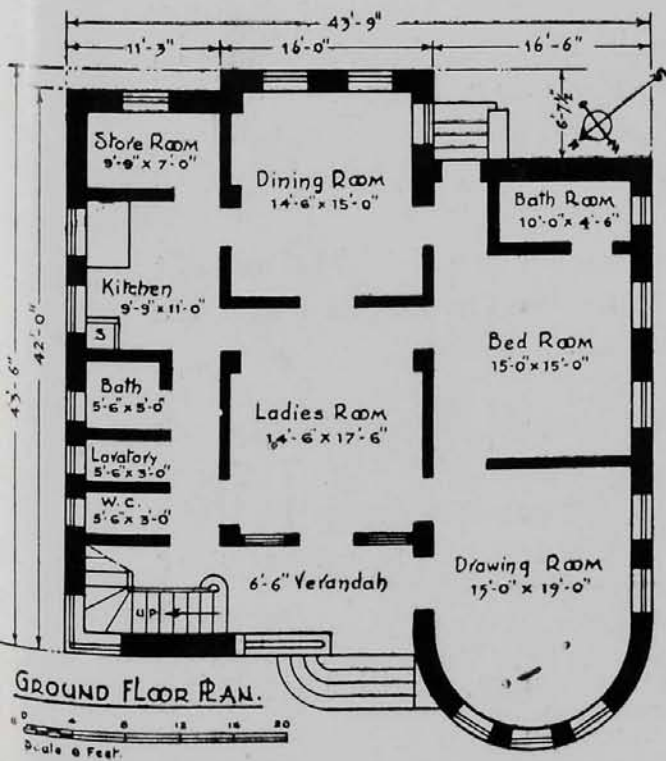 43'-9"
11'-3"
16'-0"
16'-6"
6'-7½"
43'-6"
42'-0"
Store Room
9'-9" x 7'-0"
Dining Room
14'-6" x 15'-0"
Bath Room
10'-0" x 4'-6"
Kitchen
9'-9" x 11'-0"
S
Bed Room
15'-0" x 15'-0"
Bath
5'-6" x 5'-0"
Ladies Room
14'-6" x 17'-6"
Lavatory
5'-6" x 3'-0"
W.C.
5'-6" x 3'-0"
Drawing Room
15'-0" x 19'-0"
6'-6" Verandah
UP
GROUND FLOOR PLAN.
0 4 8 12 16 20
Scale of Feet.